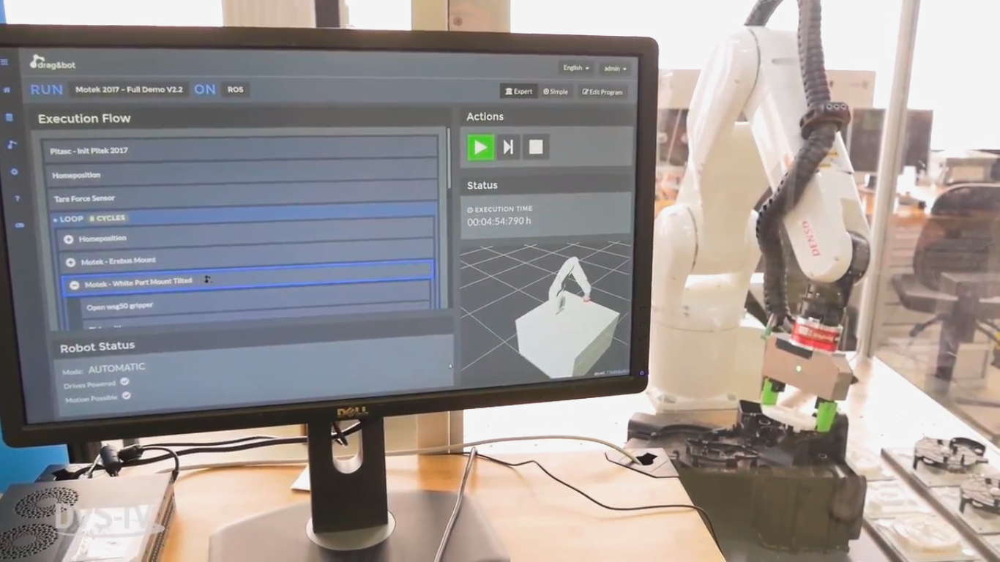 drag&bot
English
admin
RUN Motek 2017 - Full Demo V2.2 ON ROS
Expert Simple Edit Program
Execution Flow
Actions
Pitasc - Init Pitek 2017
Homeposition
Tare Force Sensor
LOOP 8 CYCLES
Homeposition
Motek - Erebus Mount
Motek - White Part Mount Tilted
Open wsg50 gripper
Status
EXECUTION TIME
00:04:54:790 h
Robot Status
Mode: AUTOMATIC
Drives Powered
Motion Possible
DELL
DENSO